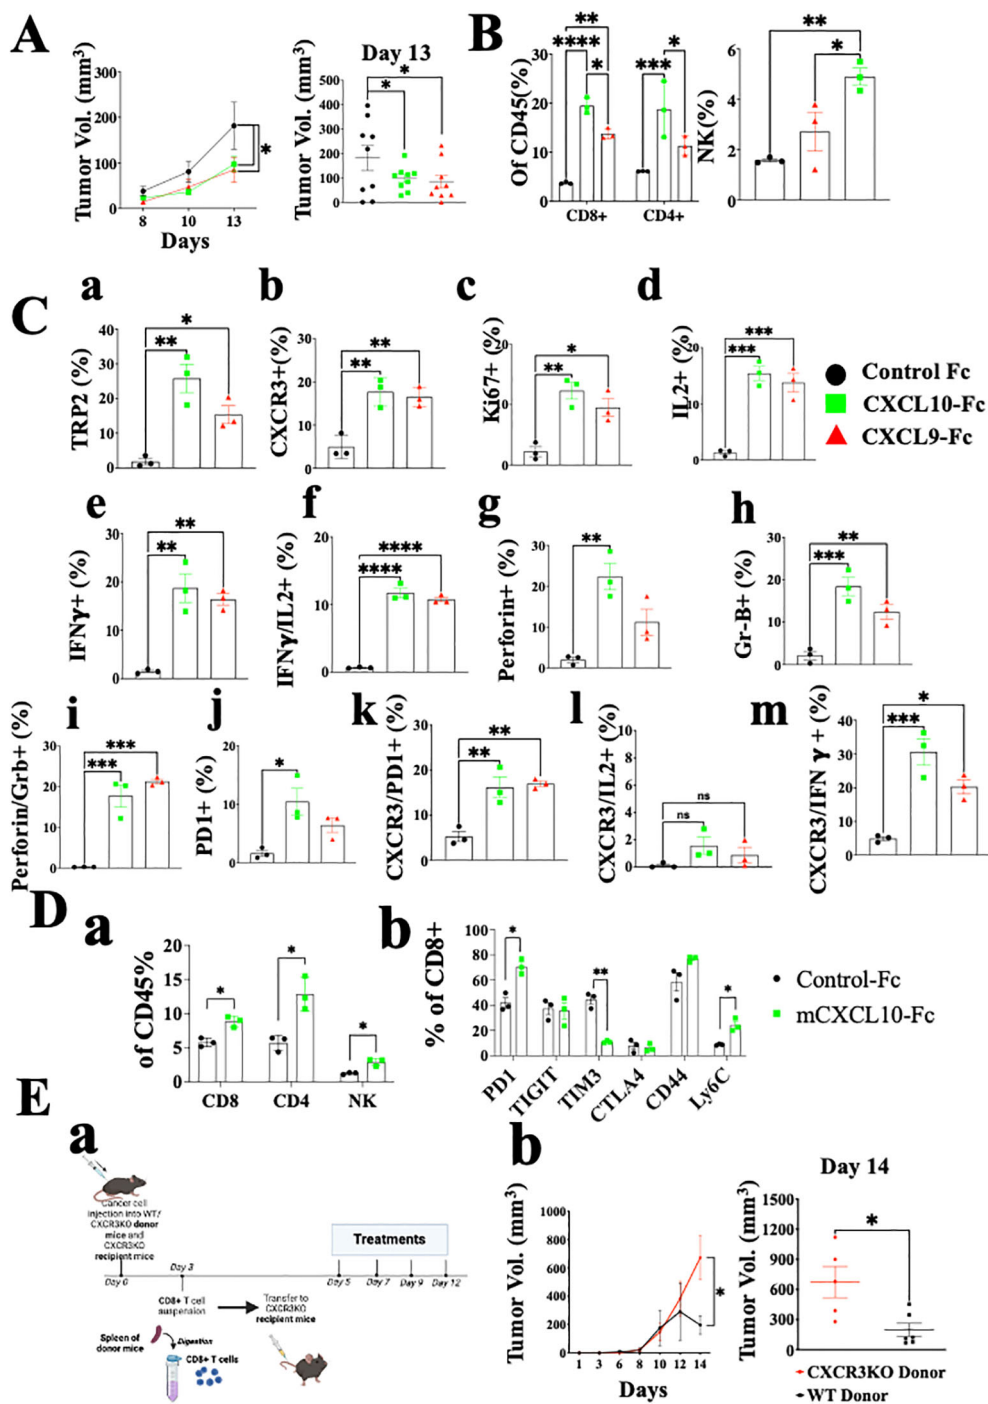 A
Tumor Vol. (mm³)
300
200
100
0
8
10
13
Days
*
Day 13
Tumor Vol. (mm³)
500
400
300
200
100
0
*
*
B
Of CD45(%)
30
20
10
0
**
****
*
***
*
CD8+
CD4+
NK(%)
6
4
2
0
**
*
C
a
TRP2 (%)
40
30
20
10
0
*
**
b
CXCR3+(%)
30
20
10
0
**
**
c
Ki67+ (%)
20
10
0
*
**
d
IL2+ (%)
20
10
0
***
***
Control Fc
CXCL10-Fc
CXCL9-Fc
e
IFNγ+ (%)
30
20
10
0
**
**
f
IFNγ/IL2+ (%)
20
10
0
****
****
g
Perforin+ (%)
30
20
10
0
**
h
Gr-B+ (%)
30
20
10
0
**
***
i
Perforin/Grb+ (%)
30
20
10
0
***
***
j
PD1+ (%)
20
10
0
*
k
CXCR3/PD1+ (%)
30
20
10
0
**
**
l
CXCR3/IL2+ (%)
10
8
6
4
2
0
ns
ns
m
CXCR3/IFN γ + (%)
40
30
20
10
0
*
***
D
a
of CD45%
20
15
10
5
0
*
*
*
CD8
CD4
NK
b
% of CD8+
100
80
60
40
20
0
*
**
*
PD1
TIGIT
TIM3
CTLA4
CD44
Ly6C
Control-Fc
mCXCL10-Fc
E
a
Cancer cell
injection into WT/
CXCR3KO donor
mice and
CXCR3KO
recipient mice
Day 0
Day 3
Treatments
Day 5
Day 7
Day 9
Day 12
CD8+ T cell
suspension
Transfer to
CXCR3KO
recipient mice
Spleen of
donor mice
Digestion
CD8+ T cells
b
Tumor Vol. (mm³)
1000
800
600
400
200
0
1
3
6
8
10
12
14
Days
*
Day 14
Tumor Vol. (mm³)
1500
1200
900
600
300
0
*
CXCR3KO Donor
WT Donor